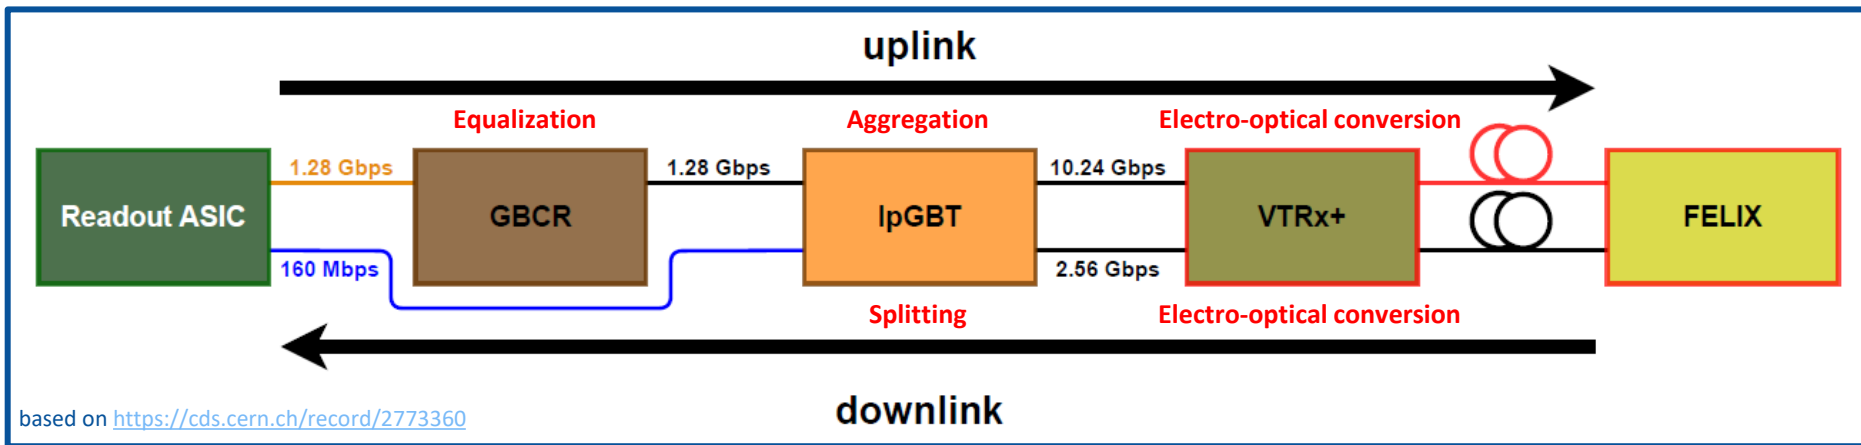 uplink
Equalization
Aggregation
Electro-optical conversion
1.28 Gbps
1.28 Gbps
10.24 Gbps
Readout ASIC
GBCR
lpGBT
VTRx+
FELIX
160 Mbps
2.56 Gbps
Splitting
Electro-optical conversion
downlink
based on https://cds.cern.ch/record/2773360